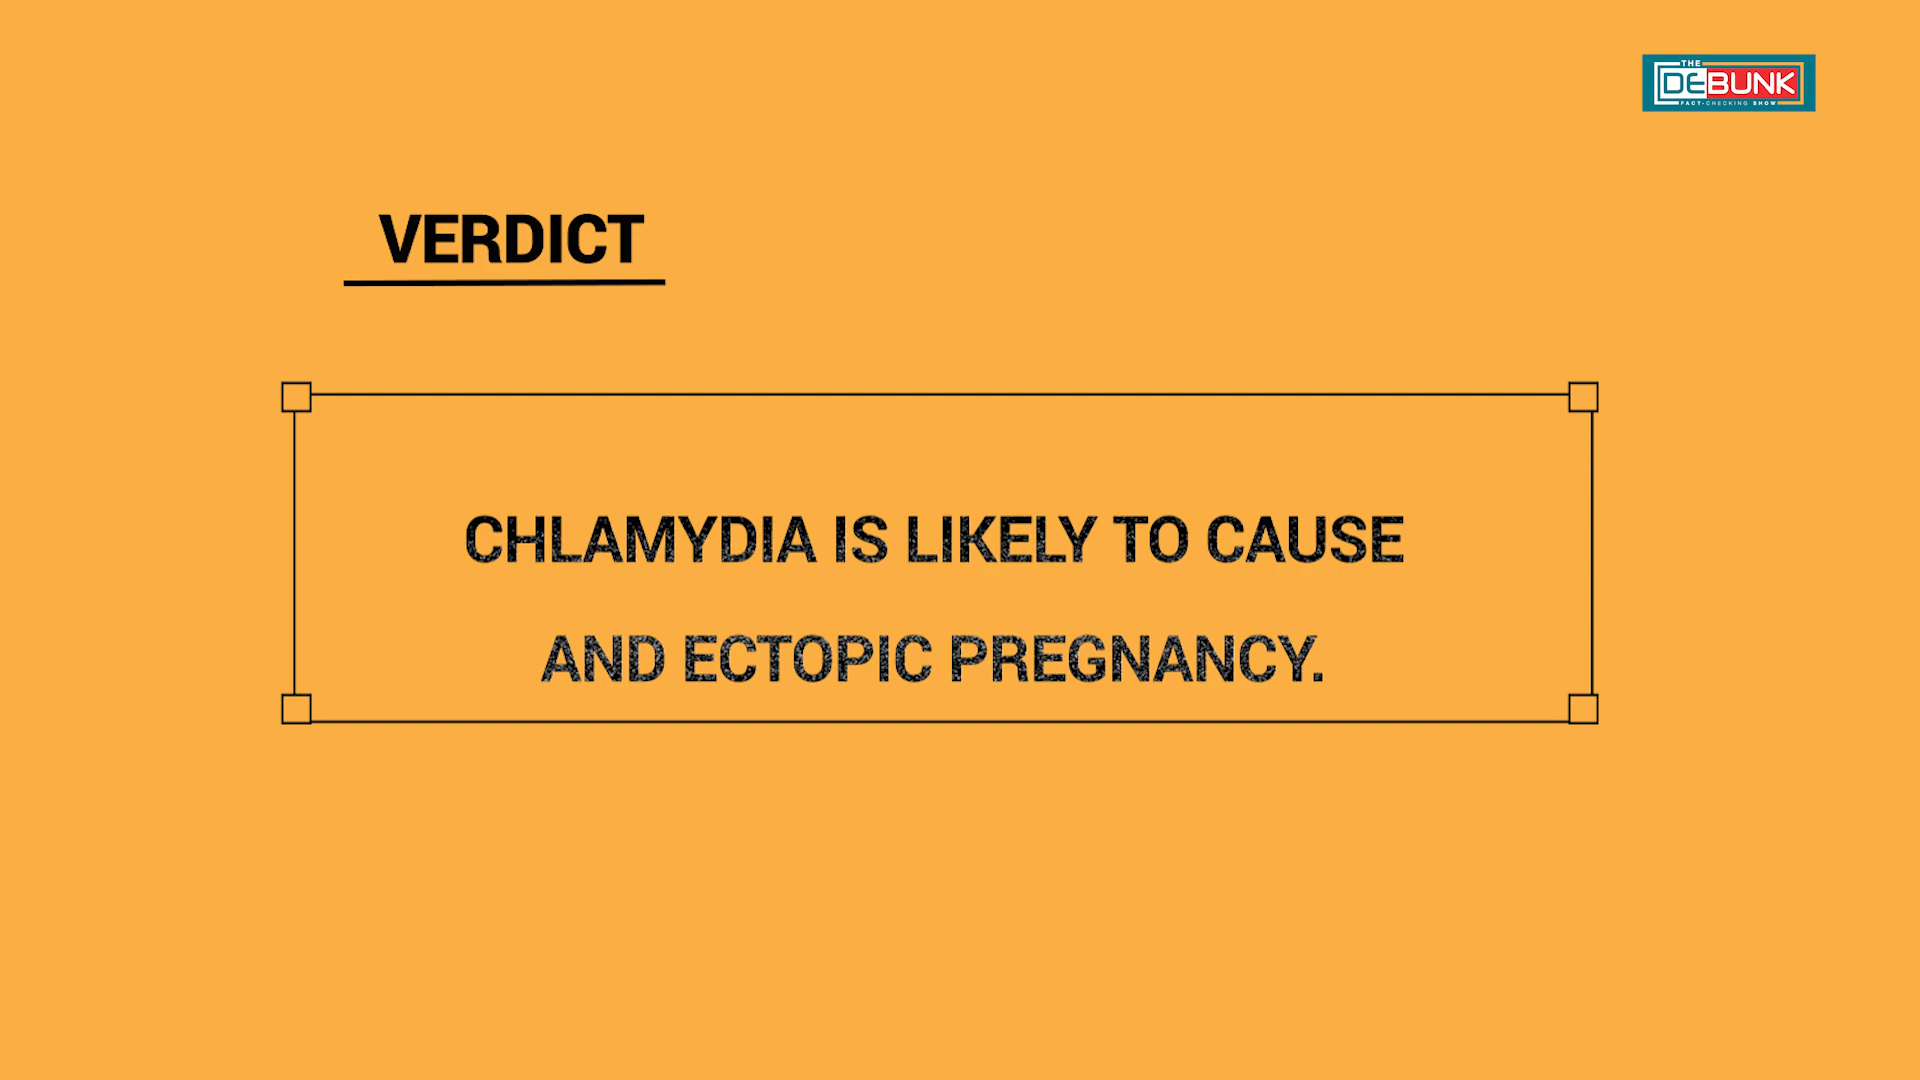 THE
DEBUNK
FACT-CHECKING SHOW
VERDICT
CHLAMYDIA IS LIKELY TO CAUSE
AND ECTOPIC PREGNANCY.